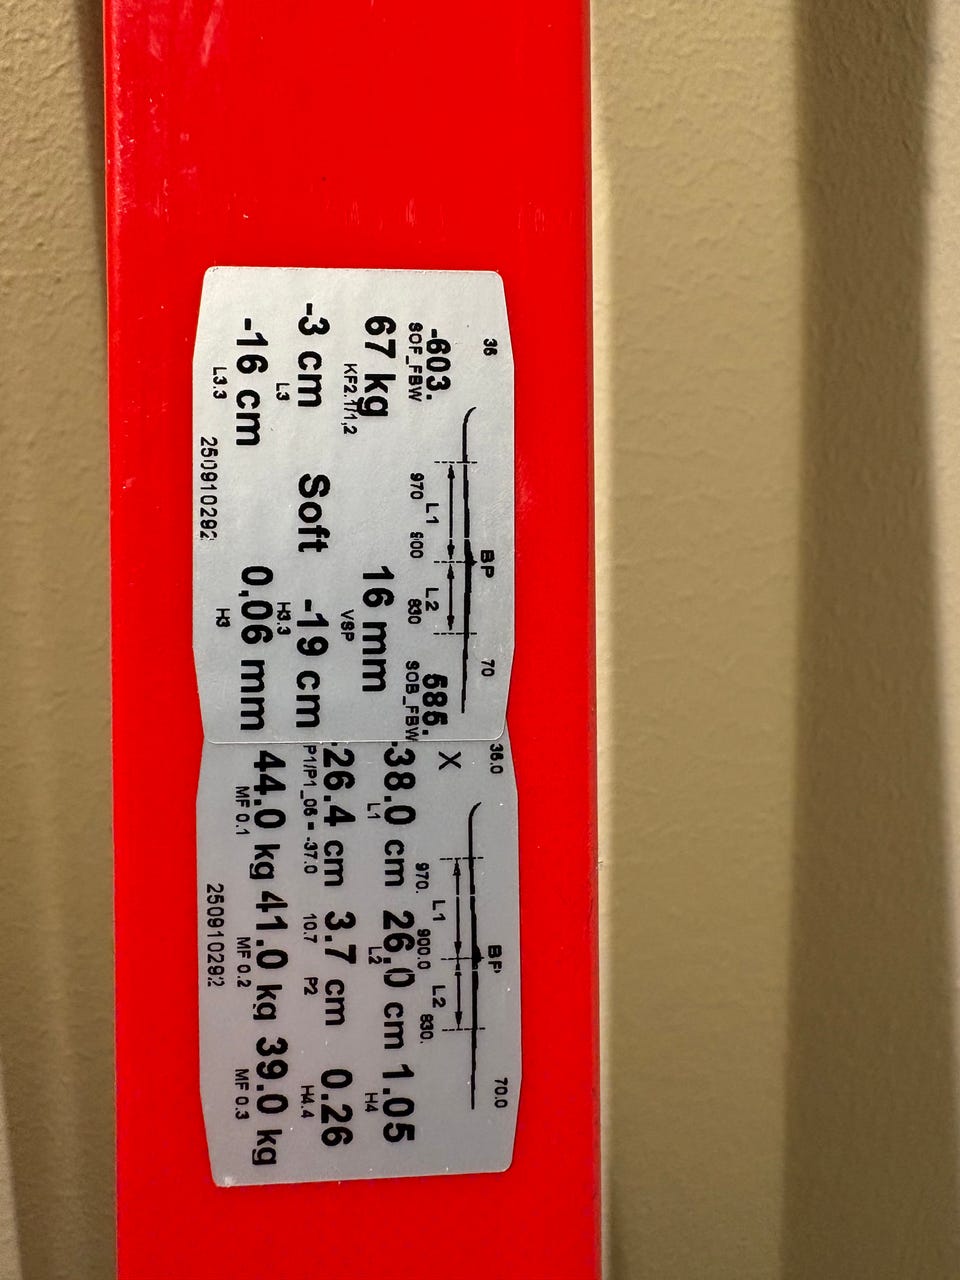 36 BP 70
-603. L1 L2 586.
SOF_FBW 970 900 830 SOB_FBW
67 kg 16 mm
KF2.1/1,2 VSP
-3 cm Soft -19 cm
L3 H3.3
-16 cm 0,06 mm
L3.3 H3
250910292
36.0 BP 70.0
X L1 L2
970. 900.0 830.
38.0 cm 26.0 cm 1.05
L1 L2 H4
26.4 cm 3.7 cm 0.26
P1/P1_06 = -37.0 10.7 P2 H4.4
44.0 kg 41.0 kg 39.0 kg
MF 0.1 MF 0.2 MF 0.3
250910292